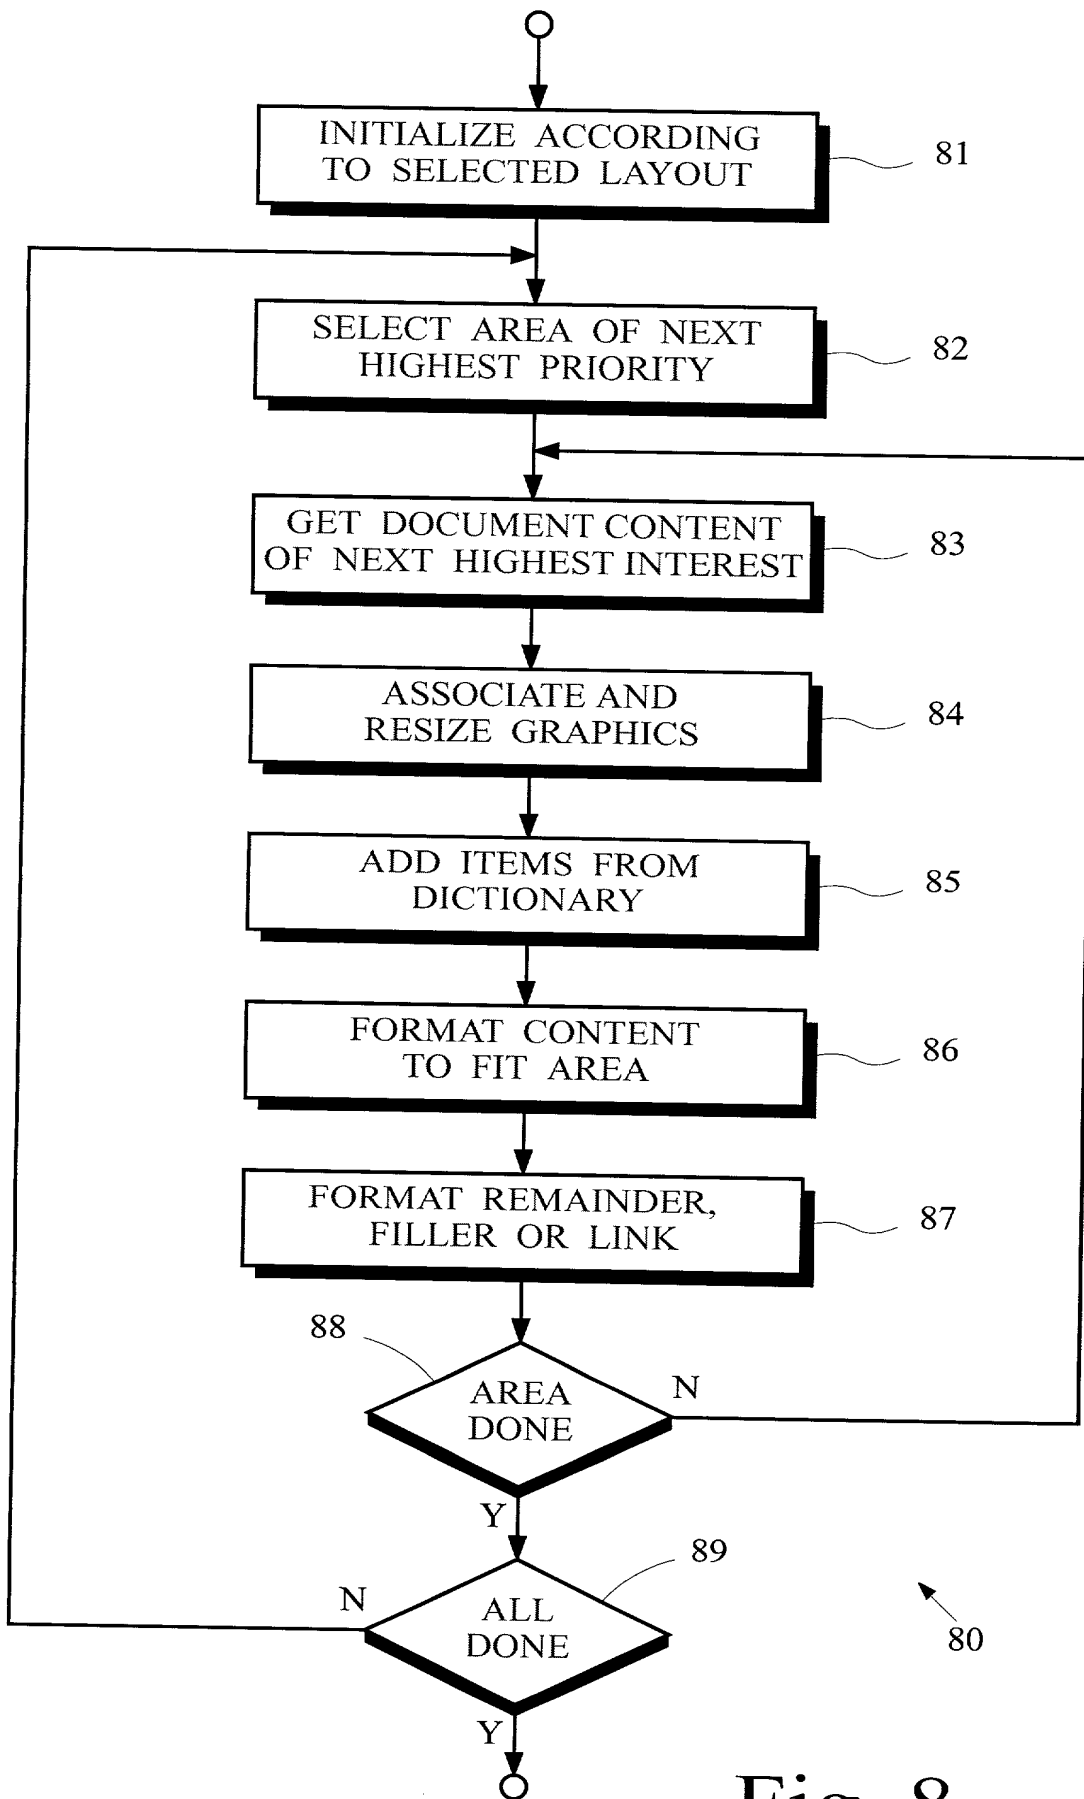 INITIALIZE ACCORDING
TO SELECTED LAYOUT
81
SELECT AREA OF NEXT
HIGHEST PRIORITY
82
GET DOCUMENT CONTENT
OF NEXT HIGHEST INTEREST
83
ASSOCIATE AND
RESIZE GRAPHICS
84
ADD ITEMS FROM
DICTIONARY
85
FORMAT CONTENT
TO FIT AREA
86
FORMAT REMAINDER,
FILLER OR LINK
87
88
AREA
DONE
N
Y
89
N
ALL
DONE
80
Y
Fig. 8